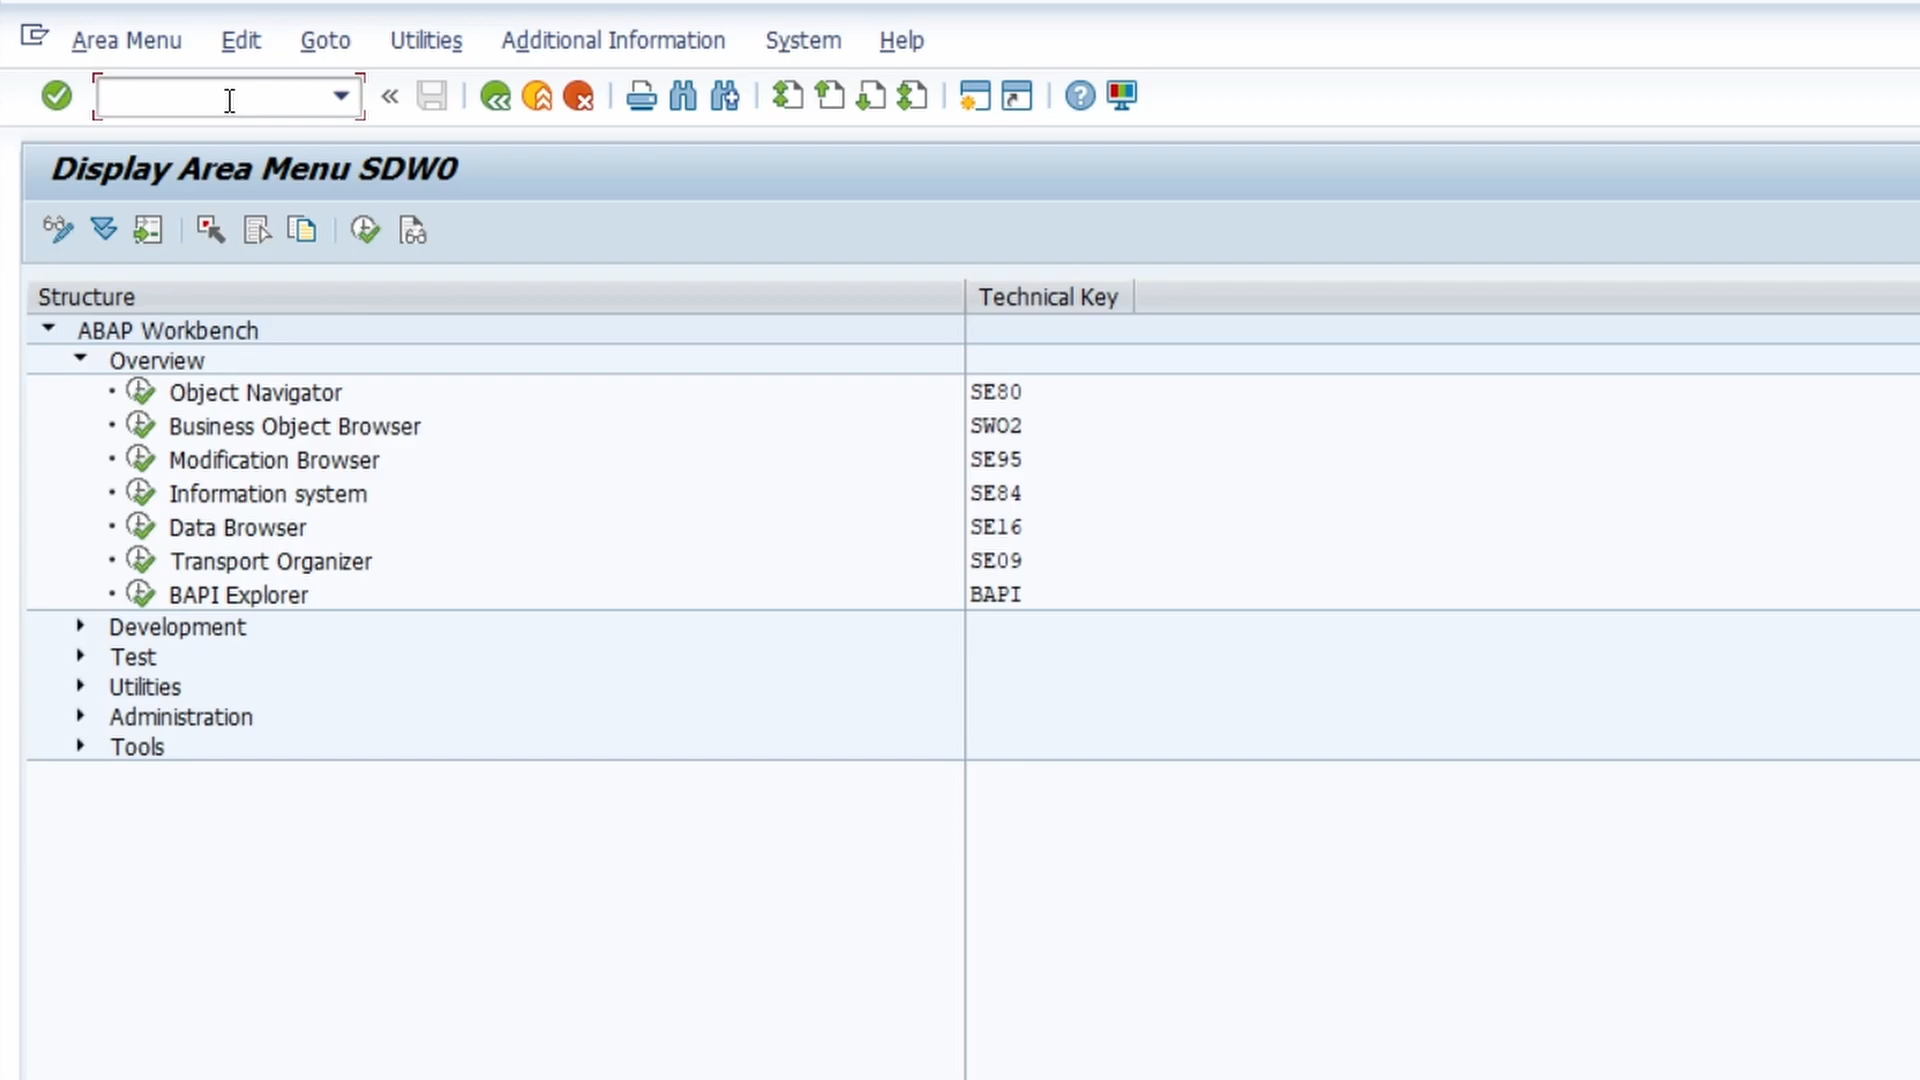 Area Menu Edit Goto Utilities Additional Information System Help
Display Area Menu SDW0
Structure Technical Key
ABAP Workbench
Overview
Object Navigator SE80
Business Object Browser SWO2
Modification Browser SE95
Information system SE84
Data Browser SE16
Transport Organizer SE09
BAPI Explorer BAPI
Development
Test
Utilities
Administration
Tools